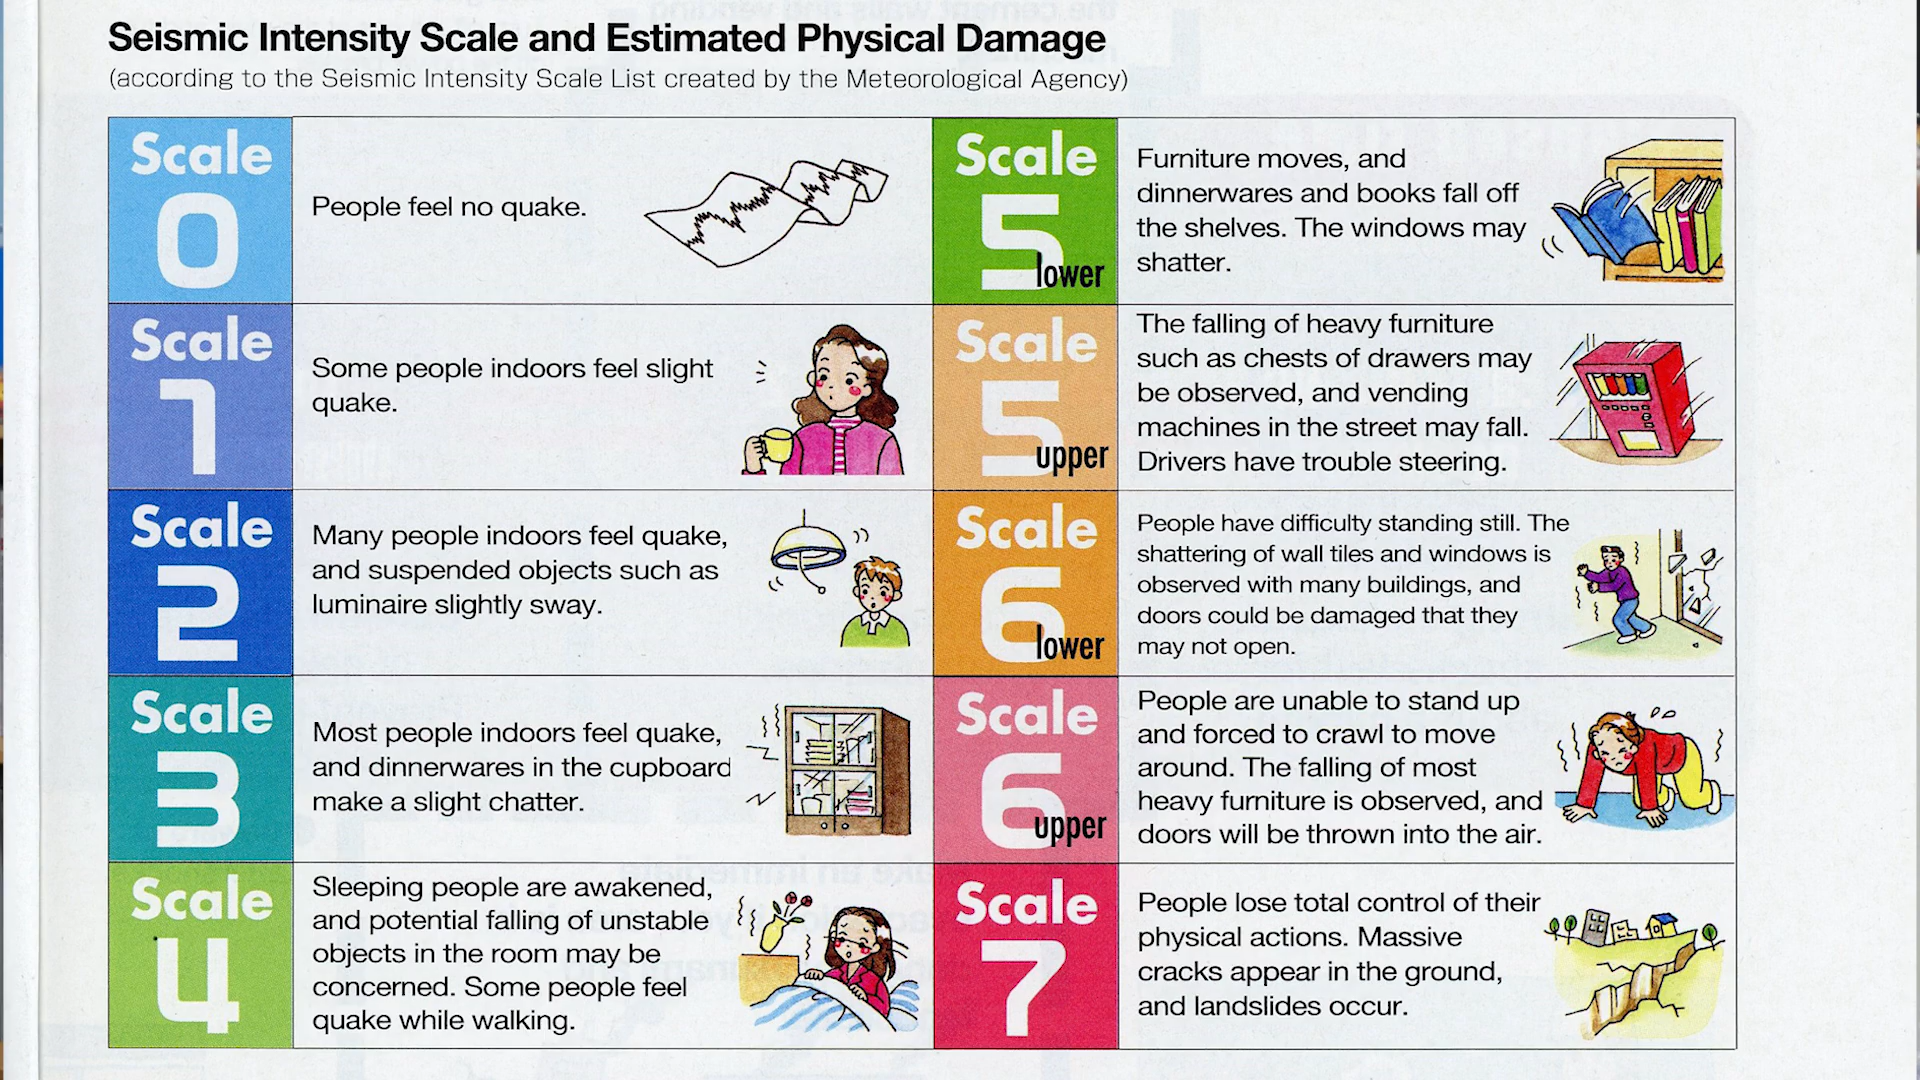 Seismic Intensity Scale and Estimated Physical Damage
(according to the Seismic Intensity Scale List created by the Meteorological Agency)
Scale
0
People feel no quake.
Scale
1
Some people indoors feel slight
quake.
Scale
2
Many people indoors feel quake,
and suspended objects such as
luminaire slightly sway.
Scale
3
Most people indoors feel quake,
and dinnerwares in the cupboard
make a slight chatter.
Scale
4
Sleeping people are awakened,
and potential falling of unstable
objects in the room may be
concerned. Some people feel
quake while walking.
Scale
5
lower
Furniture moves, and
dinnerwares and books fall off
the shelves. The windows may
shatter.
Scale
5
upper
The falling of heavy furniture
such as chests of drawers may
be observed, and vending
machines in the street may fall.
Drivers have trouble steering.
Scale
6
lower
People have difficulty standing still. The
shattering of wall tiles and windows is
observed with many buildings, and
doors could be damaged that they
may not open.
Scale
6
upper
People are unable to stand up
and forced to crawl to move
around. The falling of most
heavy furniture is observed, and
doors will be thrown into the air.
Scale
7
People lose total control of their
physical actions. Massive
cracks appear in the ground,
and landslides occur.